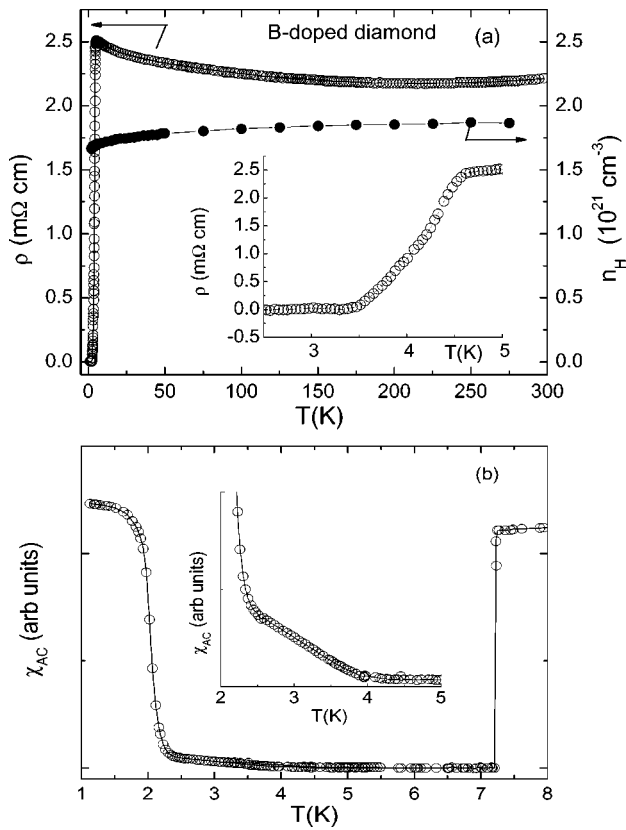 B-doped diamond
(a)
2.5
2.0
1.5
1.0
0.5
0.0
ρ (mΩ cm)
2.5
2.0
1.5
1.0
0.5
0.0
n_H (10^21 cm^-3)
2.5
2.0
1.5
1.0
0.5
0.0
-0.5
ρ (mΩ cm)
3 4 T(K) 5
0 50 100 150 200 250 300
T(K)
(b)
χ_AC (arb units)
χ_AC (arb units)
2 3 4 5
T(K)
1 2 3 4 5 6 7 8
T(K)